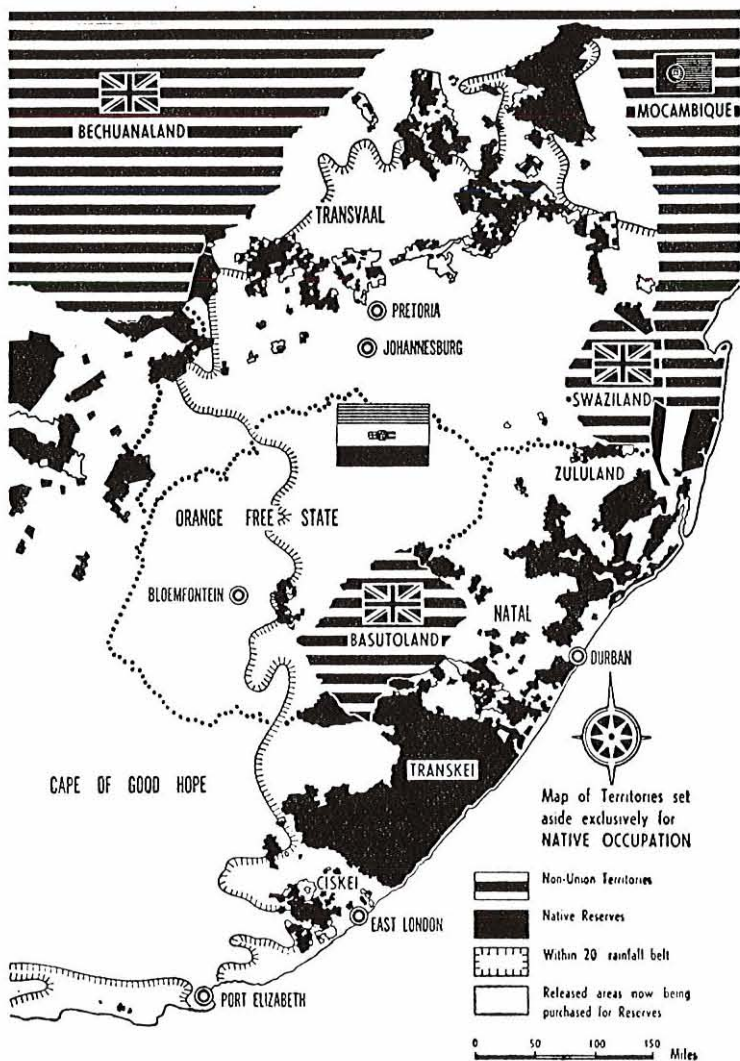 BECHUANALAND
MOCAMBIQUE
TRANSVAAL
PRETORIA
JOHANNESBURG
SWAZILAND
ZULULAND
ORANGE FREE STATE
BLOEMFONTEIN
BASUTOLAND
NATAL
DURBAN
TRANSKEI
CAPE OF GOOD HOPE
CISKEI
EAST LONDON
PORT ELIZABETH
Map of Territories set
aside exclusively for
NATIVE OCCUPATION
Non-Union Territories
Native Reserves
Within 20 rainfall belt
Released areas now being
purchased for Reserves
0 50 100 150
Miles